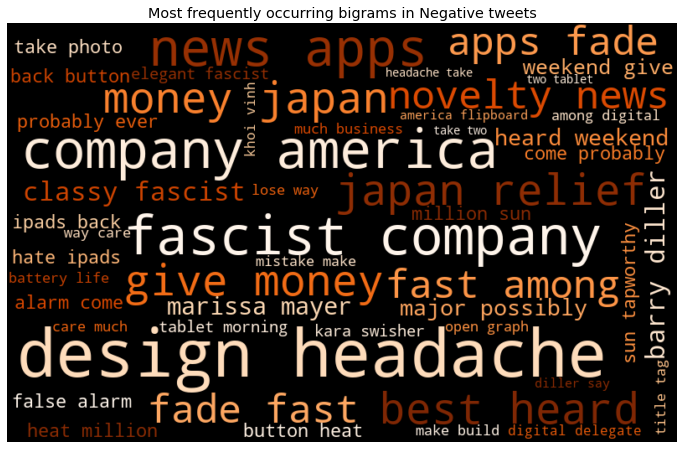 Most frequently occurring bigrams in Negative tweets
take photo
news apps
apps fade
back button
elegant fascist
headache take
two tablet
weekend give
money japan
khoi vinh
novelty news
america flipboard
among digital
probably ever
much business
take two
heard weekend
company america
come probably
classy fascist
lose way
japan relief
million sun
ipads back
way care
fascist company
hate ipads
mistake make
battery life
give money
fast among
sun tapworthy
barry diller
alarm come
marissa mayer
major possibly
care much
tablet morning
kara swisher
open graph
design headache
title tag
diller say
false alarm
fade fast
best heard
heat million
button heat
make build
digital delegate